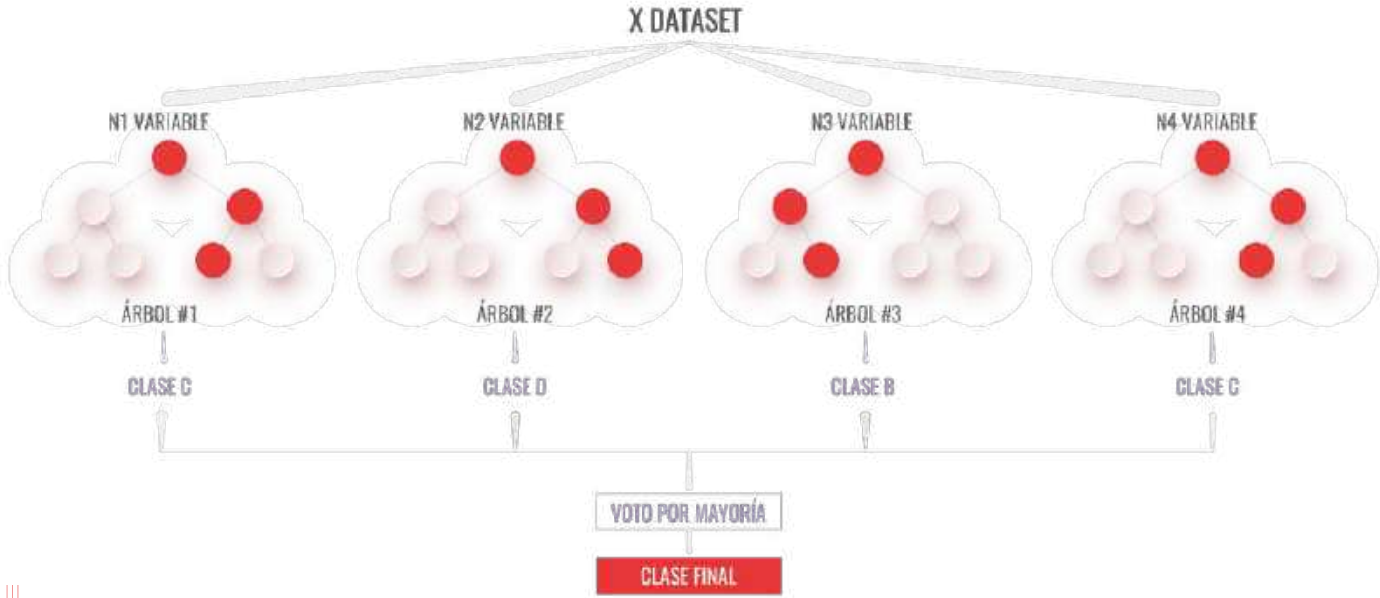 X DATASET
N1 VARIABLE
N2 VARIABLE
N3 VARIABLE
N4 VARIABLE
ÁRBOL #1
ÁRBOL #2
ÁRBOL #3
ÁRBOL #4
CLASE C
CLASE D
CLASE B
CLASE C
VOTO POR MAYORÍA
CLASE FINAL